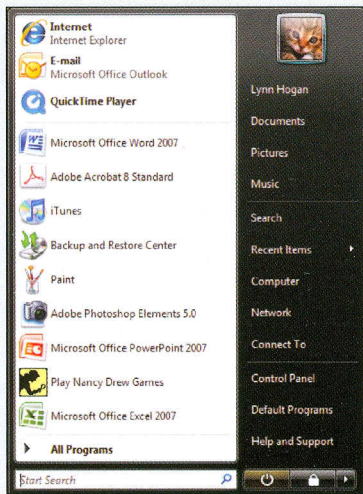 Internet
Internet Explorer
E-mail
Microsoft Office Outlook
QuickTime Player
Microsoft Office Word 2007
Adobe Acrobat 8 Standard
iTunes
Backup and Restore Center
Paint
Adobe Photoshop Elements 5.0
Microsoft Office PowerPoint 2007
Play Nancy Drew Games
Microsoft Office Excel 2007
All Programs
Start Search
Lynn Hogan
Documents
Pictures
Music
Search
Recent Items
Computer
Network
Connect To
Control Panel
Default Programs
Help and Support